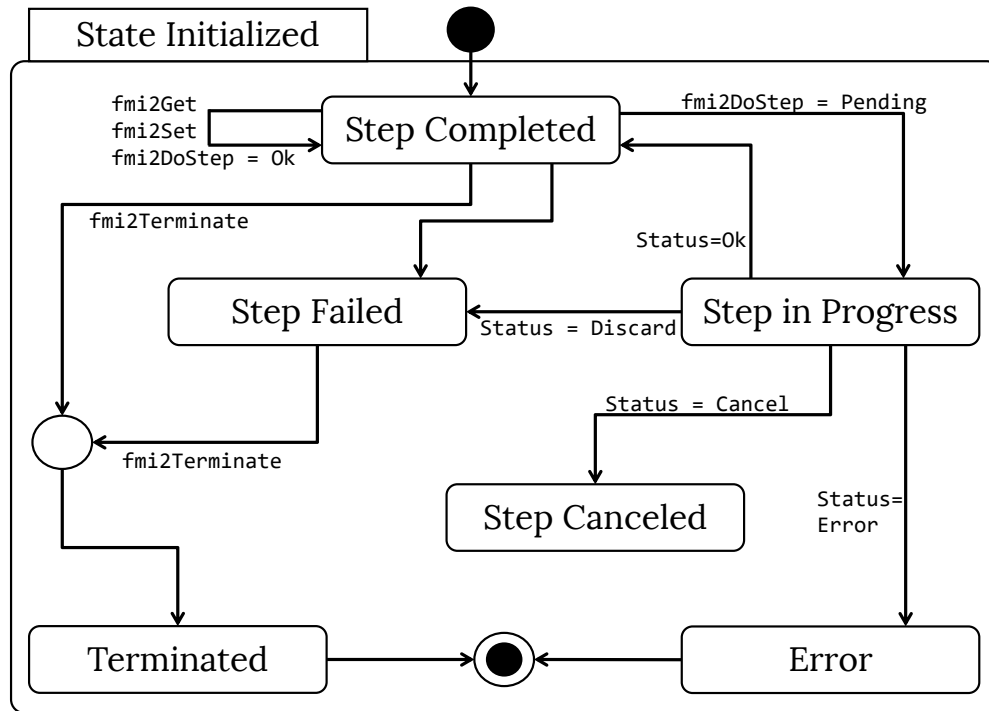 State Initialized
fmi2Get
fmi2Set
fmi2DoStep = Ok
Step Completed
fmi2DoStep = Pending
fmi2Terminate
Status=Ok
Step Failed
Status = Discard
Step in Progress
Status = Cancel
fmi2Terminate
Step Canceled
Status=
Error
Terminated
Error